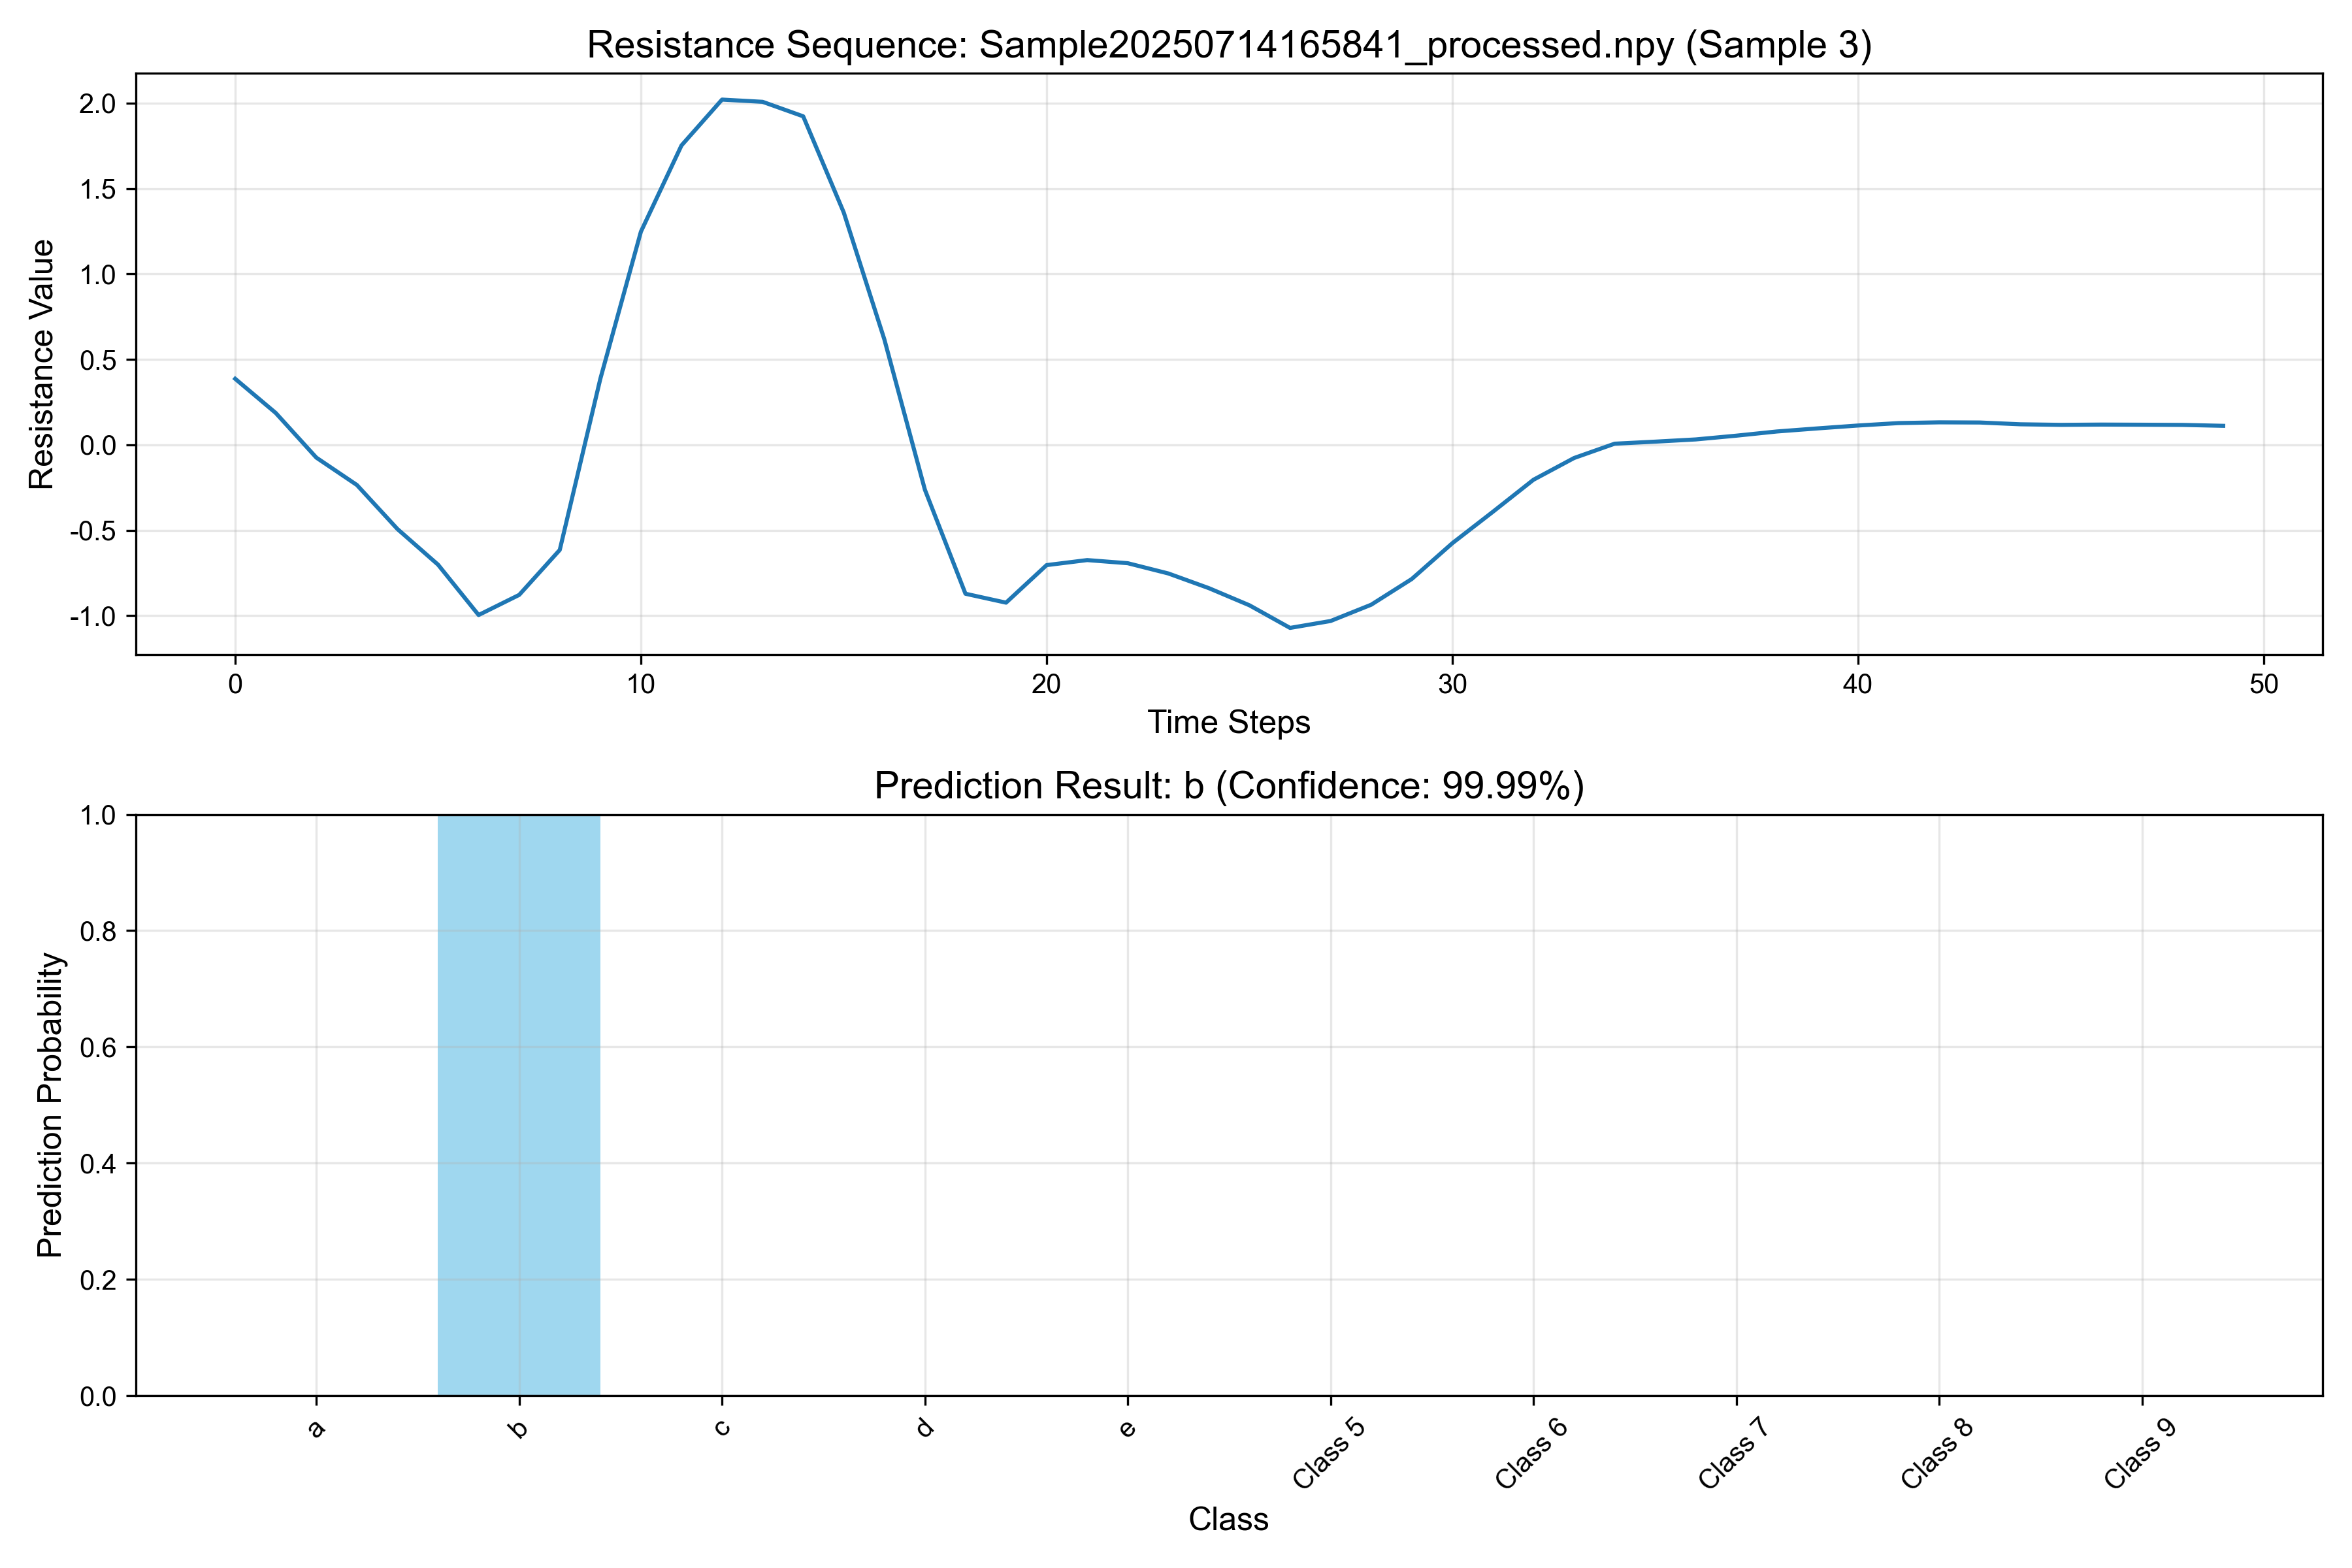 Resistance Sequence: Sample20250714165841_processed.npy (Sample 3)
2.0
1.5
1.0
0.5
0.0
-0.5
-1.0
Resistance Value
0 10 20 30 40 50
Time Steps
Prediction Result: b (Confidence: 99.99%)
1.0
0.8
0.6
0.4
0.2
0.0
Prediction Probability
a b c d e Class 5 Class 6 Class 7 Class 8 Class 9
Class